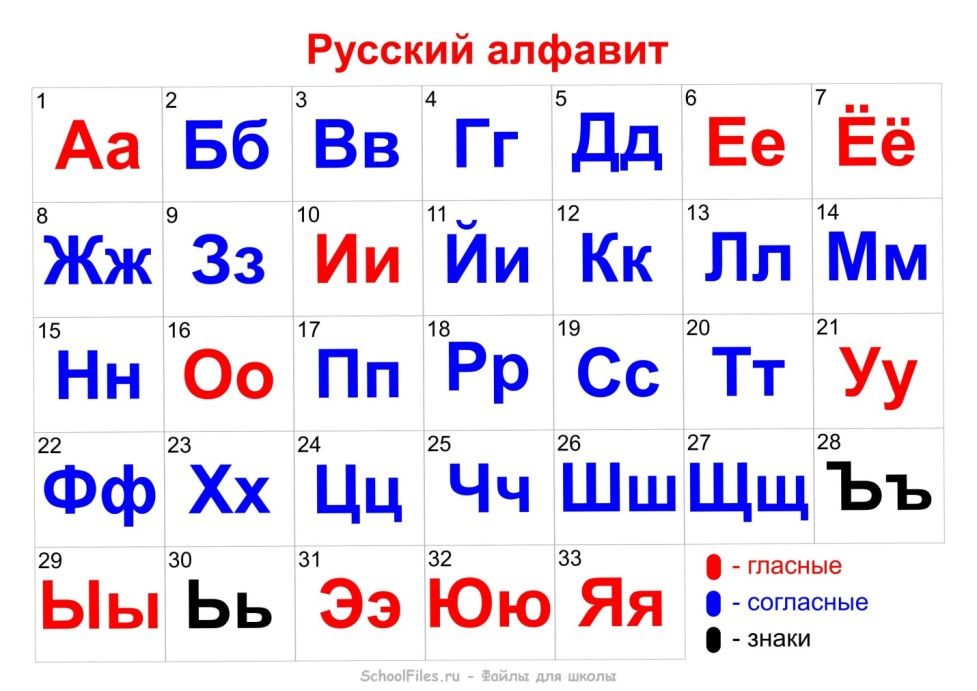 Русский алфавит
1 2 3 4 5 6 7
Аа Бб Вв Гг Дд Ее Ёё
8 9 10 11 12 13 14
Жж Зз Ии Йи Кк Лл Мм
15 16 17 18 19 20 21
Нн Оо Пп Рр Сс Тт Уу
22 23 24 25 26 27 28
Фф Хх Цц Чч Шш Щщ Ъъ
29 30 31 32 33
Ыы Ьь Ээ Юю Яя
- гласные
- согласные
- знаки
SchoolFiles.ru - Файлы для школы